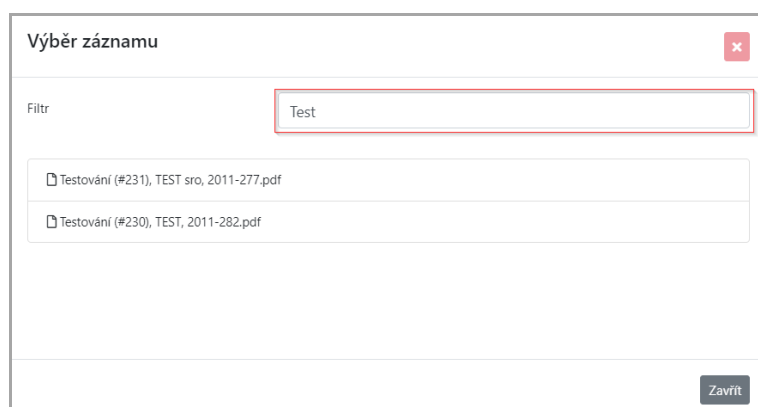 Výběr záznamu
Filtr
Test
Testování (#231), TEST sro, 2011-277.pdf
Testování (#230), TEST, 2011-282.pdf
Zavřít